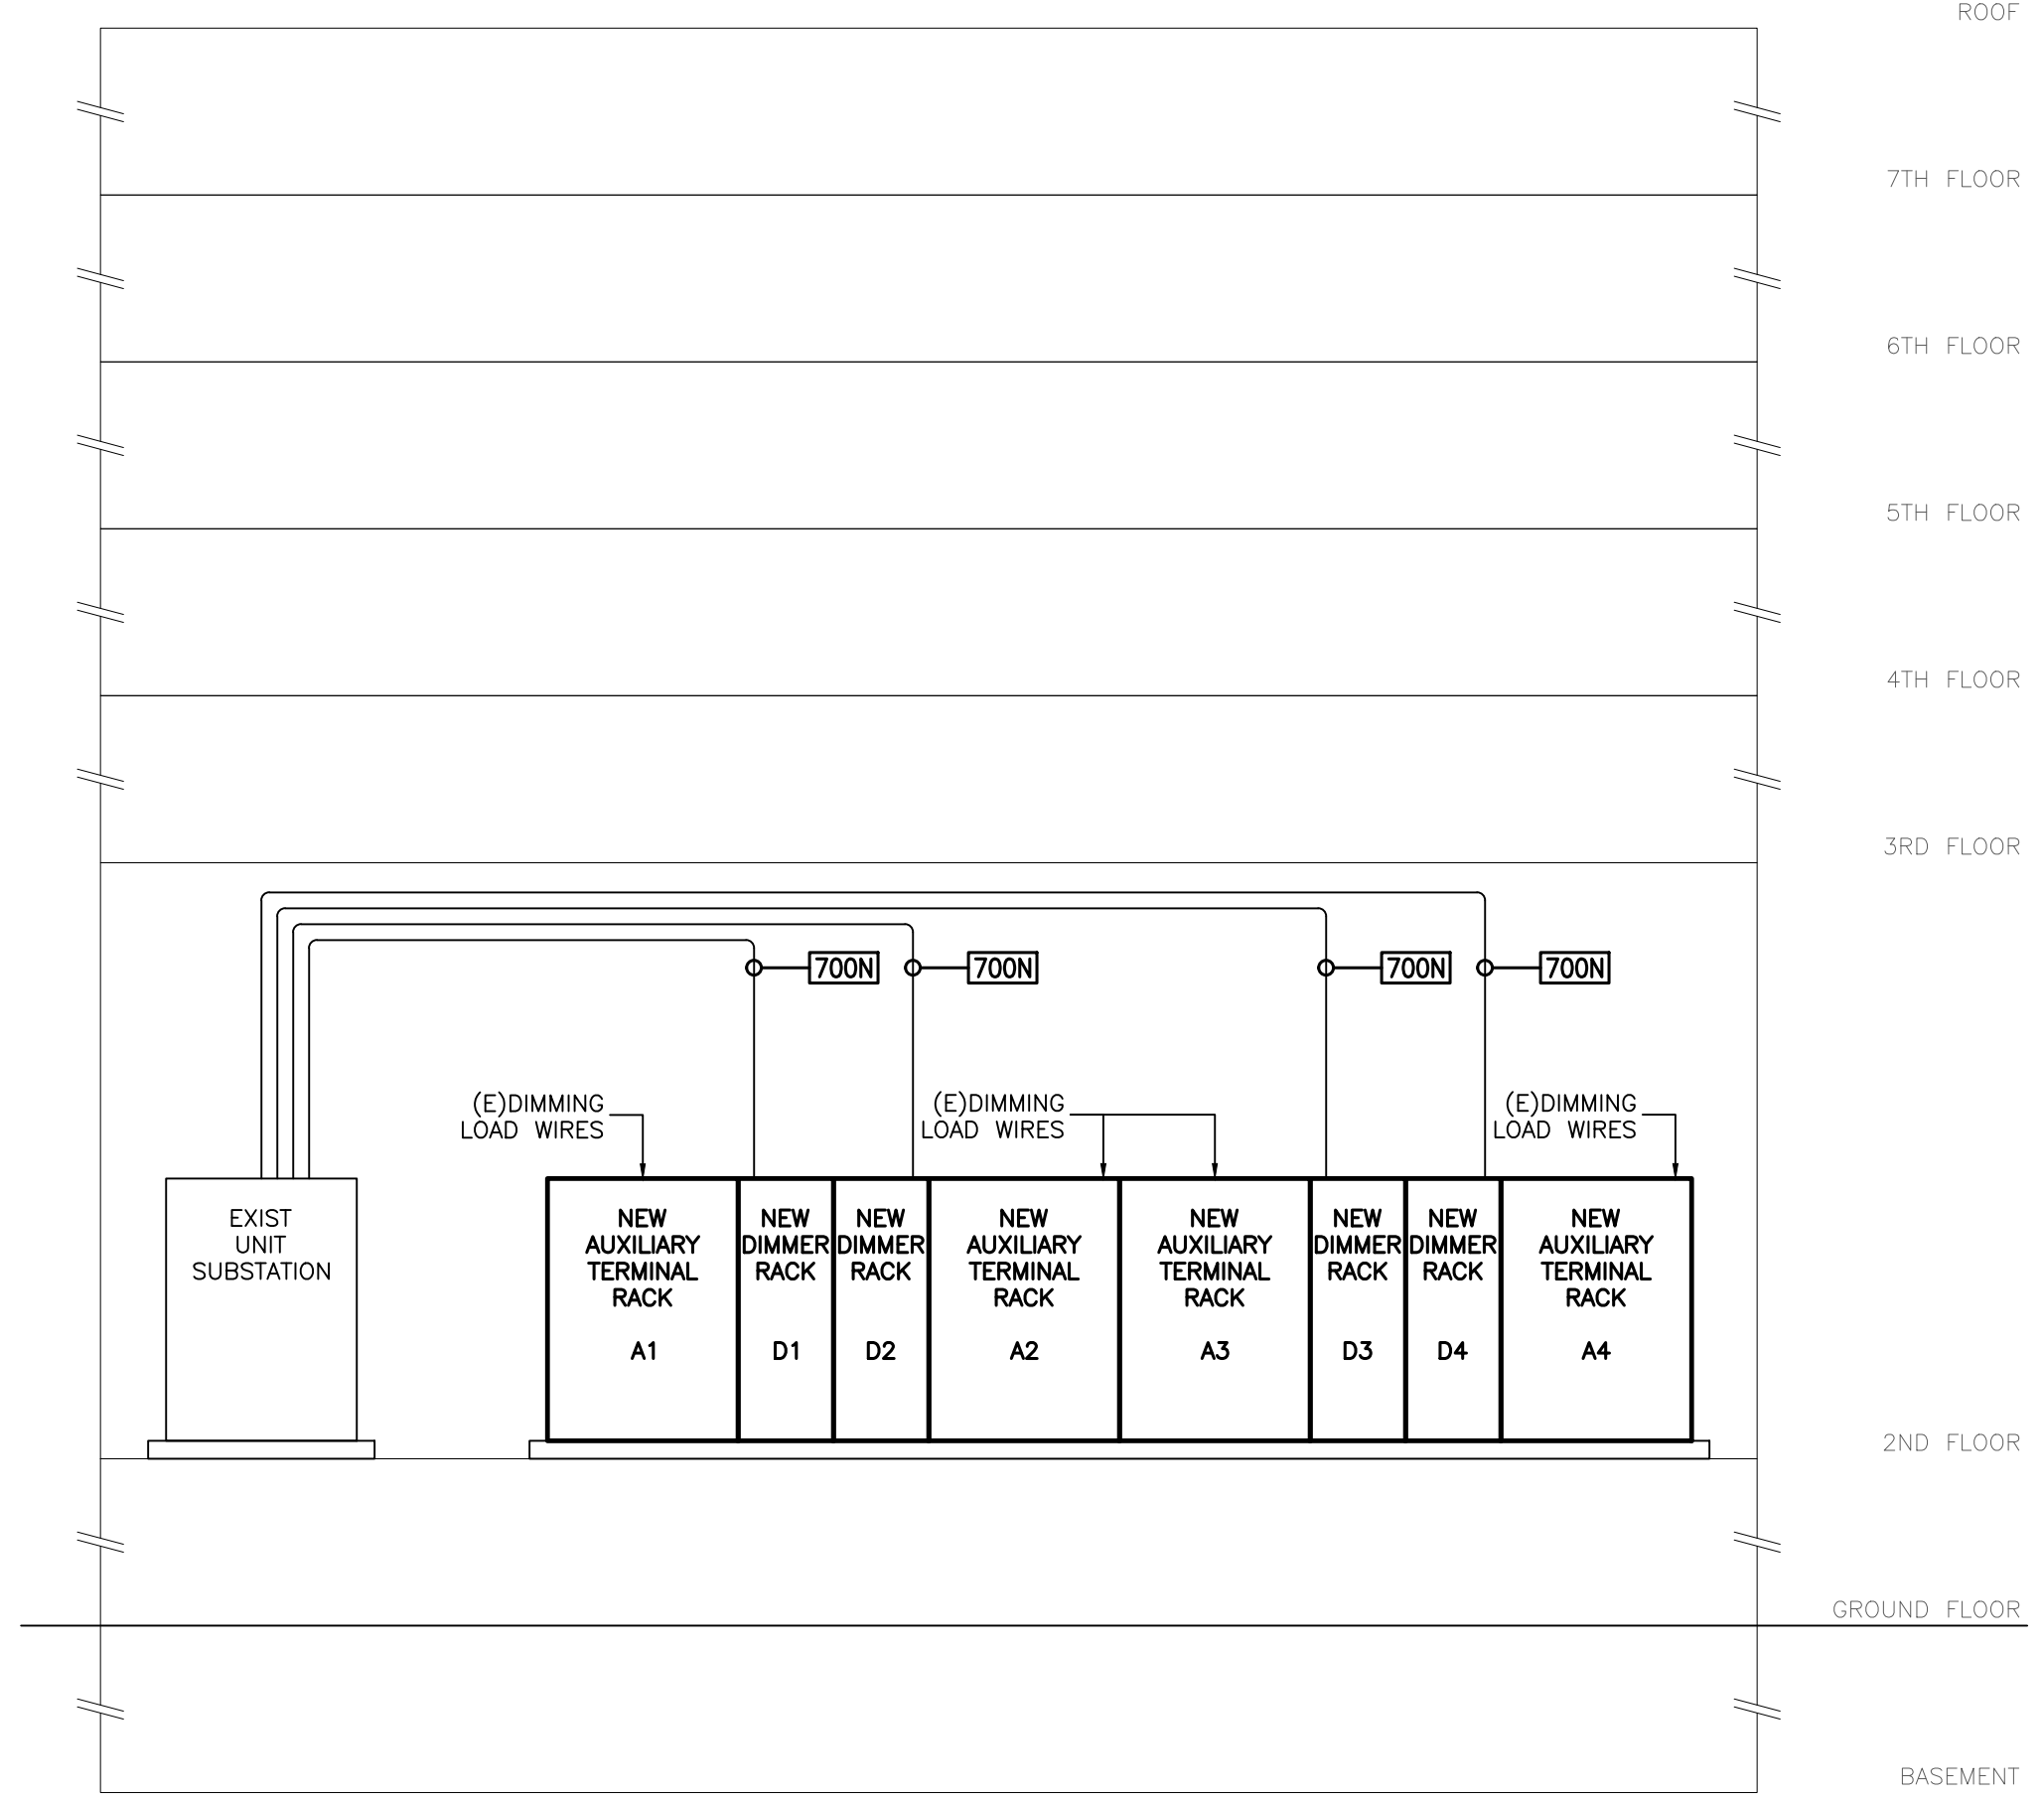 ROOF
7TH FLOOR
6TH FLOOR
5TH FLOOR
4TH FLOOR
3RD FLOOR
700N
700N
700N
700N
(E)DIMMING
LOAD WIRES
(E)DIMMING
LOAD WIRES
(E)DIMMING
LOAD WIRES
EXIST
UNIT
SUBSTATION
NEW
AUXILIARY
TERMINAL
RACK
A1
NEW
DIMMER
RACK
D1
NEW
DIMMER
RACK
D2
NEW
AUXILIARY
TERMINAL
RACK
A2
NEW
AUXILIARY
TERMINAL
RACK
A3
NEW
DIMMER
RACK
D3
NEW
DIMMER
RACK
D4
NEW
AUXILIARY
TERMINAL
RACK
A4
2ND FLOOR
GROUND FLOOR
BASEMENT